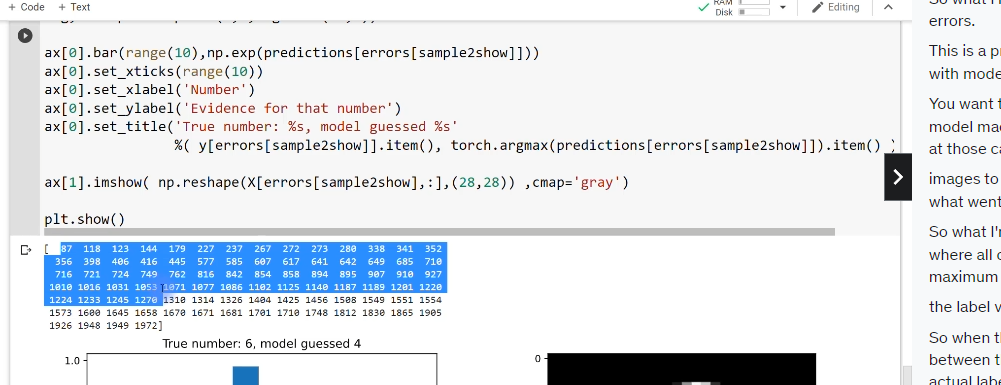 + Code + Text
RAM
Disk
Editing
ax[0].bar(range(10),np.exp(predictions[errors[sample2show]]))
ax[0].set_xticks(range(10))
ax[0].set_xlabel('Number')
ax[0].set_ylabel('Evidence for that number')
ax[0].set_title('True number: %s, model guessed %s'
%( y[errors[sample2show]].item(), torch.argmax(predictions[errors[sample2show]]).item() )
ax[1].imshow( np.reshape(X[errors[sample2show],:],(28,28)) ,cmap='gray')
plt.show()
[ 87 118 123 144 179 227 237 267 272 273 280 338 341 352
356 398 406 416 445 577 585 607 617 641 642 649 685 710
716 721 724 749 762 816 842 854 858 894 895 907 910 927
1010 1016 1031 1053 1071 1077 1086 1102 1125 1140 1187 1189 1201 1220
1224 1233 1245 1270 1310 1314 1326 1404 1425 1456 1508 1549 1551 1554
1573 1600 1645 1658 1670 1671 1681 1701 1710 1748 1812 1830 1865 1905
1926 1948 1949 1972]
True number: 6, model guessed 4
1.0
0
errors.
This is a
with mode
You want
model
at those
images to
what went
So what I'
where all
maximum
the label
So when
between
actual